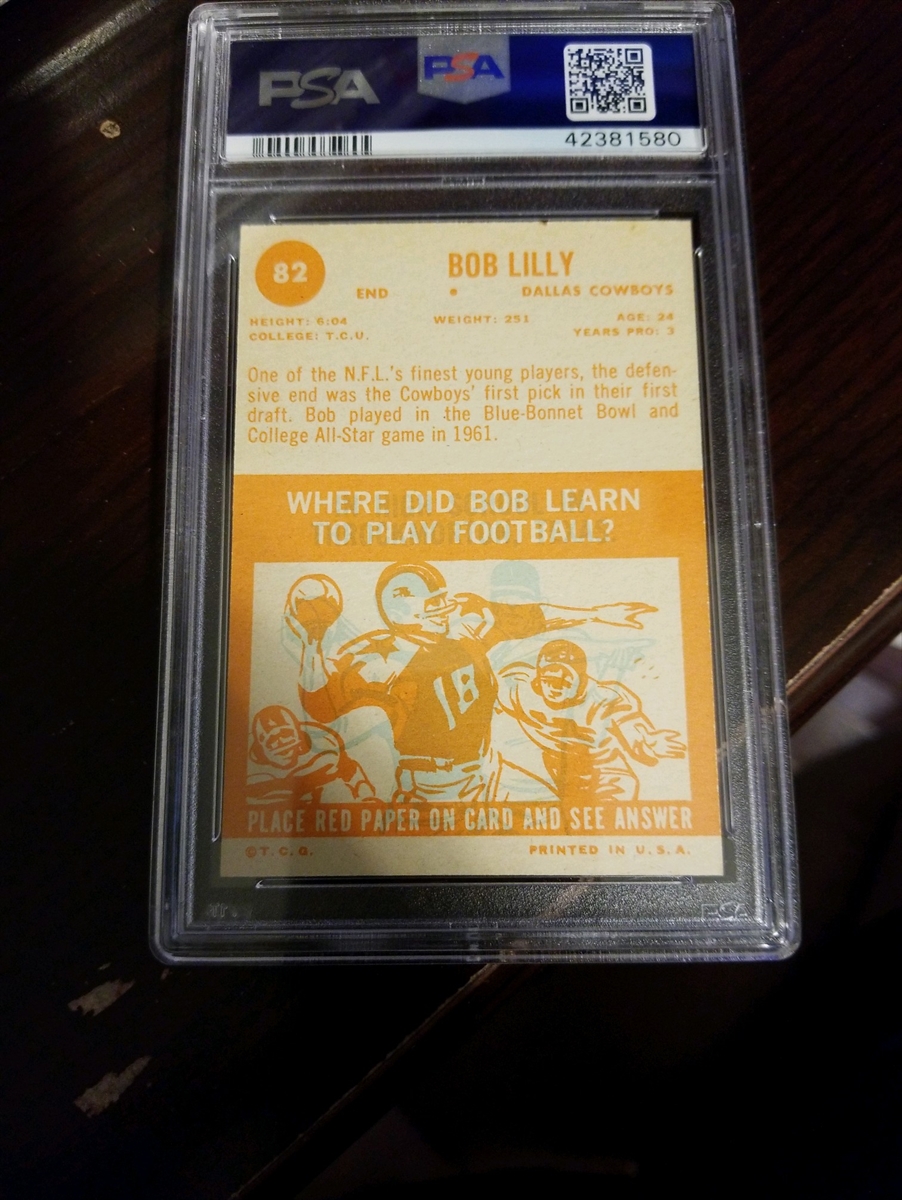 PSA PSA
42381580
82 BOB LILLY
END • DALLAS COWBOYS
HEIGHT: 6:04 WEIGHT: 251 AGE: 24
COLLEGE: T.C.U. YEARS PRO: 3
One of the N.F.L.'s finest young players, the defen-
sive end was the Cowboys' first pick in their first
draft. Bob played in the Blue-Bonnet Bowl and
College All-Star game in 1961.
WHERE DID BOB LEARN
TO PLAY FOOTBALL?
18
PLACE RED PAPER ON CARD AND SEE ANSWER
©T.C.G. PRINTED IN U.S.A.
PSA